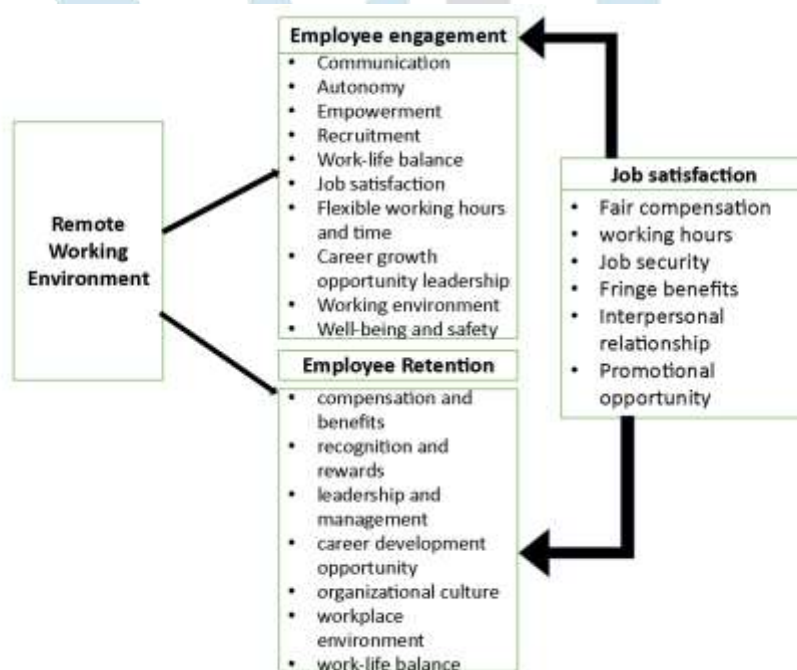 Remote
Working
Environment
Employee engagement
• Communication
• Autonomy
• Empowerment
• Recruitment
• Work-life balance
• Job satisfaction
• Flexible working hours
and time
• Career growth
opportunity leadership
• Working environment
• Well-being and safety
Employee Retention
• compensation and
benefits
• recognition and
rewards
• leadership and
management
• career development
opportunity
• organizational culture
• workplace
environment
• work-life balance
Job satisfaction
• Fair compensation
• working hours
• Job security
• Fringe benefits
• Interpersonal
relationship
• Promotional
opportunity